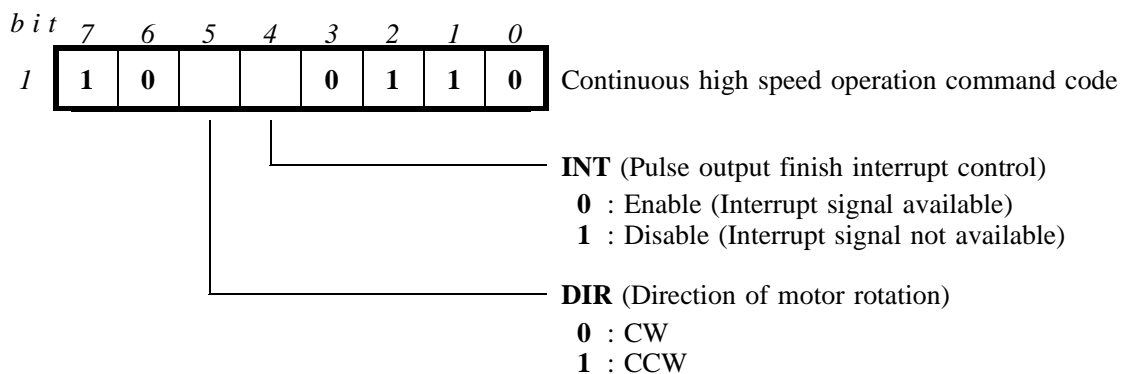 bit 7 6 5 4 3 2 1 0
1 1 0 0 1 1 0 Continuous high speed operation command code
INT (Pulse output finish interrupt control)
0 : Enable (Interrupt signal available)
1 : Disable (Interrupt signal not available)
DIR (Direction of motor rotation)
0 : CW
1 : CCW